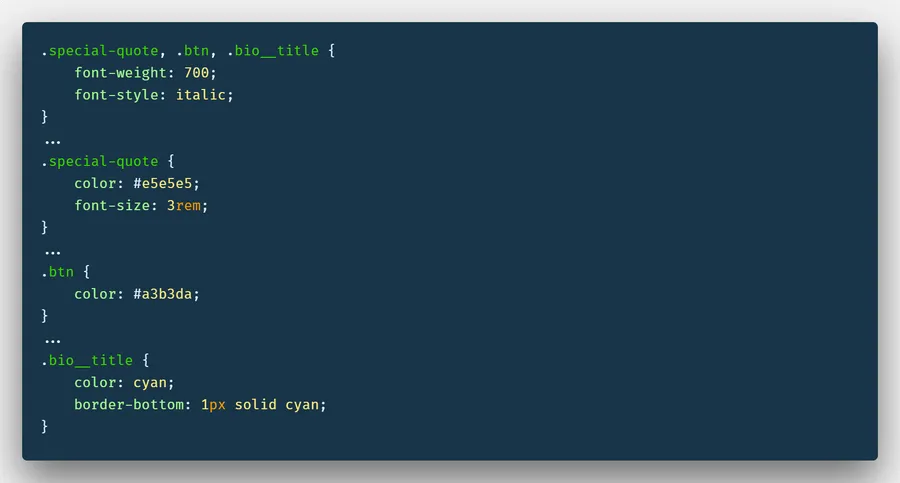 .special-quote, .btn, .bio__title {
    font-weight: 700;
    font-style: italic;
}
...
.special-quote {
    color: #e5e5e5;
    font-size: 3rem;
}
...
.btn {
    color: #a3b3da;
}
...
.bio__title {
    color: cyan;
    border-bottom: 1px solid cyan;
}